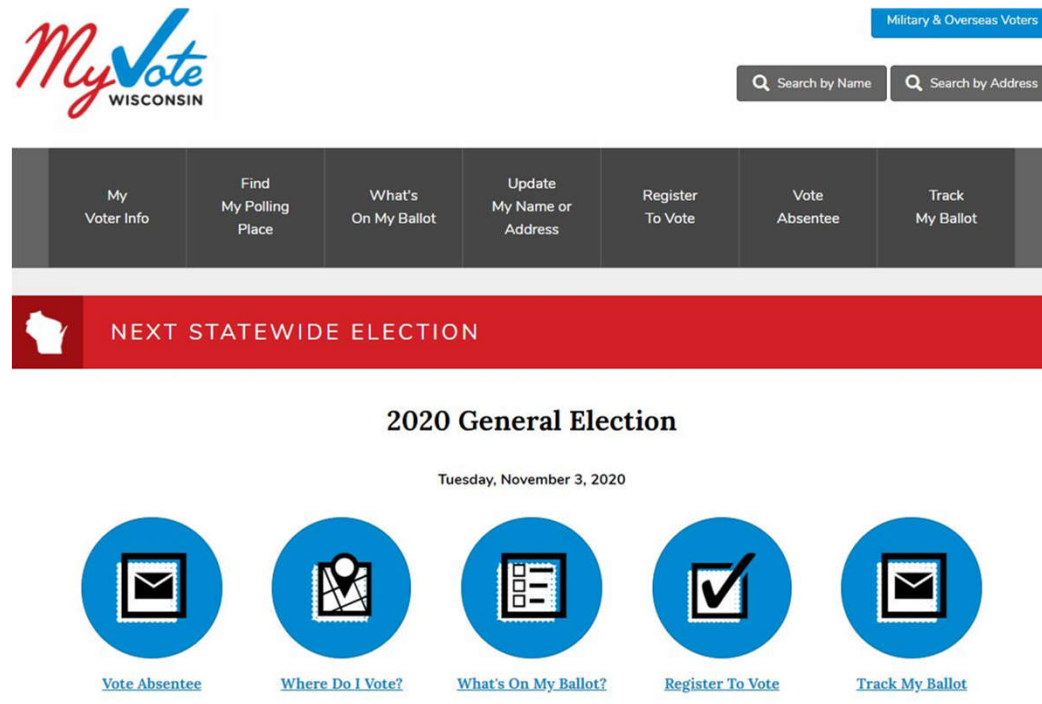 Military & Overseas Voters
MyVote
WISCONSIN
Search by Name
Search by Address
My
Voter Info
Find
My Polling
Place
What's
On My Ballot
Update
My Name or
Address
Register
To Vote
Vote
Absentee
Track
My Ballot
NEXT STATEWIDE ELECTION
2020 General Election
Tuesday, November 3, 2020
Vote Absentee
Where Do I Vote?
What's On My Ballot?
Register To Vote
Track My Ballot